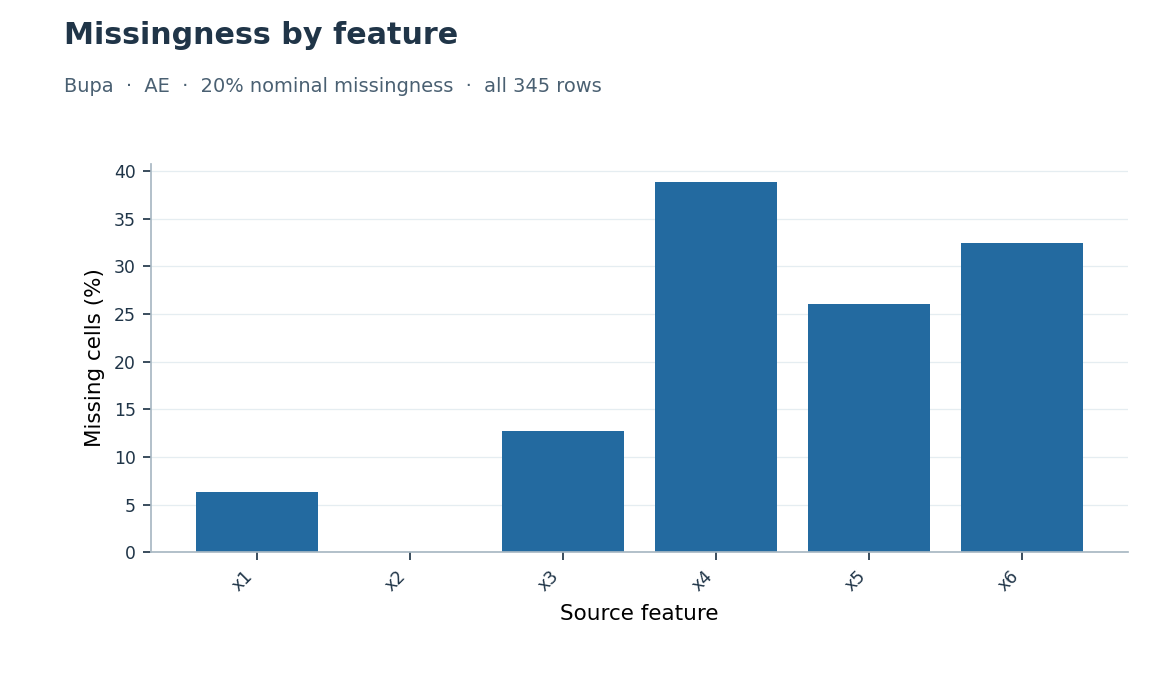 Missingness by feature
Bupa · AE · 20% nominal missingness · all 345 rows
40
35
30
25
20
15
10
5
0
Missing cells (%)
x1
x2
x3
x4
x5
x6
Source feature